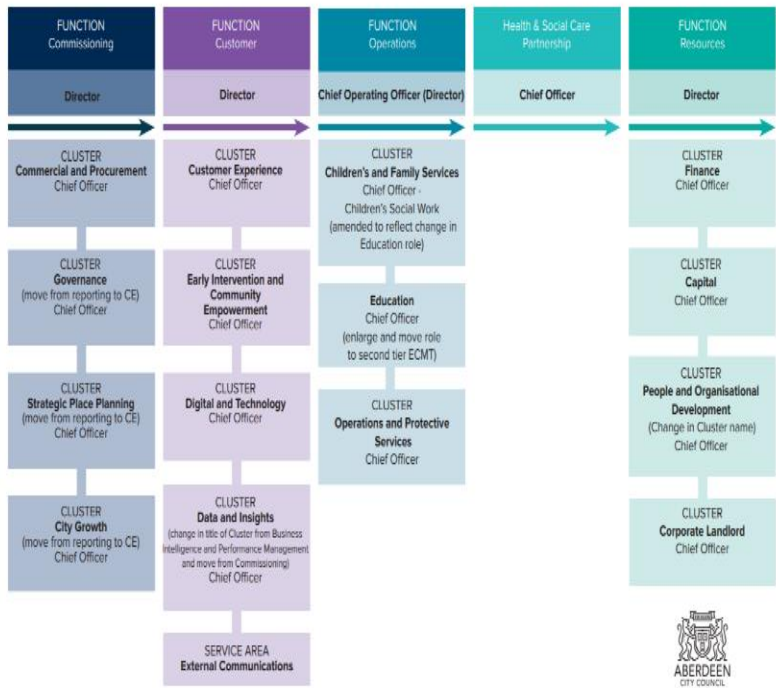 FUNCTION
Commissioning
Director
CLUSTER
Commercial and Procurement
Chief Officer
CLUSTER
Governance
(move from reporting to CE)
Chief Officer
CLUSTER
Strategic Place Planning
(move from reporting to CE)
Chief Officer
CLUSTER
City Growth
(move from reporting to CE)
Chief Officer
FUNCTION
Customer
Director
CLUSTER
Customer Experience
Chief Officer
CLUSTER
Early Intervention and
Community
Empowerment
Chief Officer
CLUSTER
Digital and Technology
Chief Officer
CLUSTER
Data and Insights
(change in title of Cluster from Business
Intelligence and Performance Management
and move from Commissioning)
Chief Officer
SERVICE AREA
External Communications
FUNCTION
Operations
Chief Operating Officer (Director)
CLUSTER
Children's and Family Services
Chief Officer -
Children's Social Work
(amended to reflect change in
Education role)
Education
Chief Officer
(enlarge and move role
to second tier ECMT)
CLUSTER
Operations and Protective
Services
Chief Officer
Health & Social Care
Partnership
Chief Officer
FUNCTION
Resources
Director
CLUSTER
Finance
Chief Officer
CLUSTER
Capital
Chief Officer
CLUSTER
People and Organisational
Development
(Change in Cluster name)
Chief Officer
CLUSTER
Corporate Landlord
Chief Officer
ABERDEEN
CITY COUNCIL